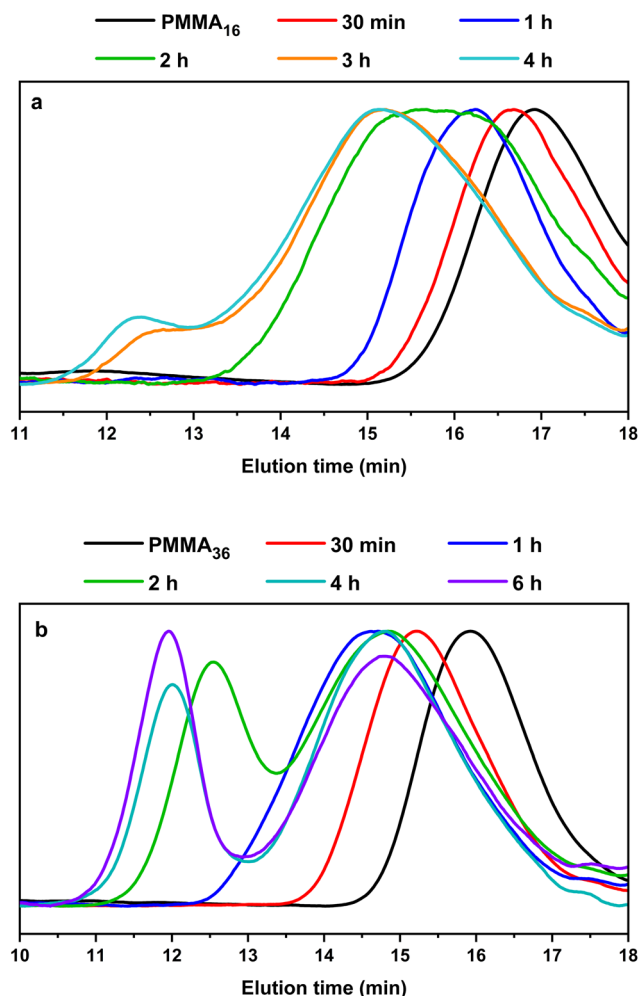 PMMA₁₆ 30 min 1 h
2 h 3 h 4 h
a
11 12 13 14 15 16 17 18
Elution time (min)
PMMA₃₆ 30 min 1 h
2 h 4 h 6 h
b
10 11 12 13 14 15 16 17 18
Elution time (min)